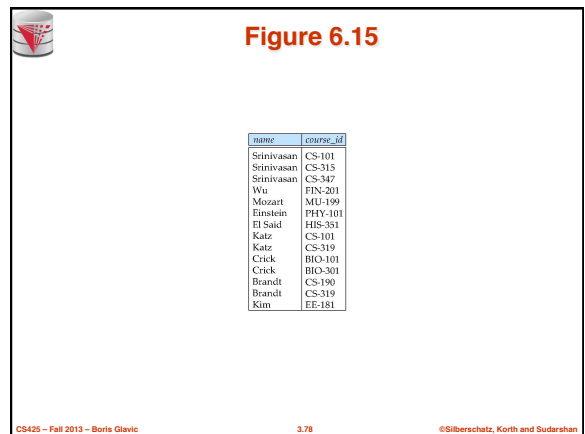 Figure 6.15
name course_id
Srinivasan CS-101
Srinivasan CS-315
Srinivasan CS-347
Wu FIN-201
Mozart MU-199
Einstein PHY-101
El Said HIS-351
Katz CS-101
Katz CS-319
Crick BIO-101
Crick BIO-301
Brandt CS-190
Brandt CS-319
Kim EE-181
CS425 – Fall 2013 – Boris Glavic 3.78 ©Silberschatz, Korth and Sudarshan